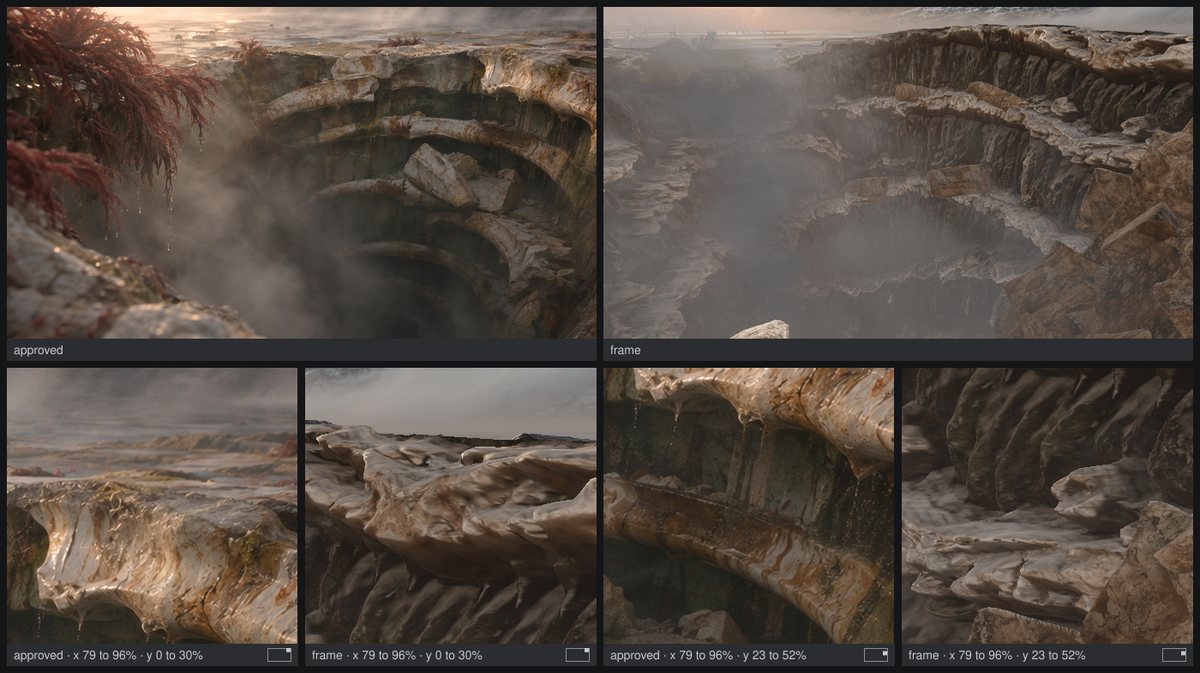 approved
frame
approved · x 79 to 96% · y 0 to 30%
frame · x 79 to 96% · y 0 to 30%
approved · x 79 to 96% · y 23 to 52%
frame · x 79 to 96% · y 23 to 52%